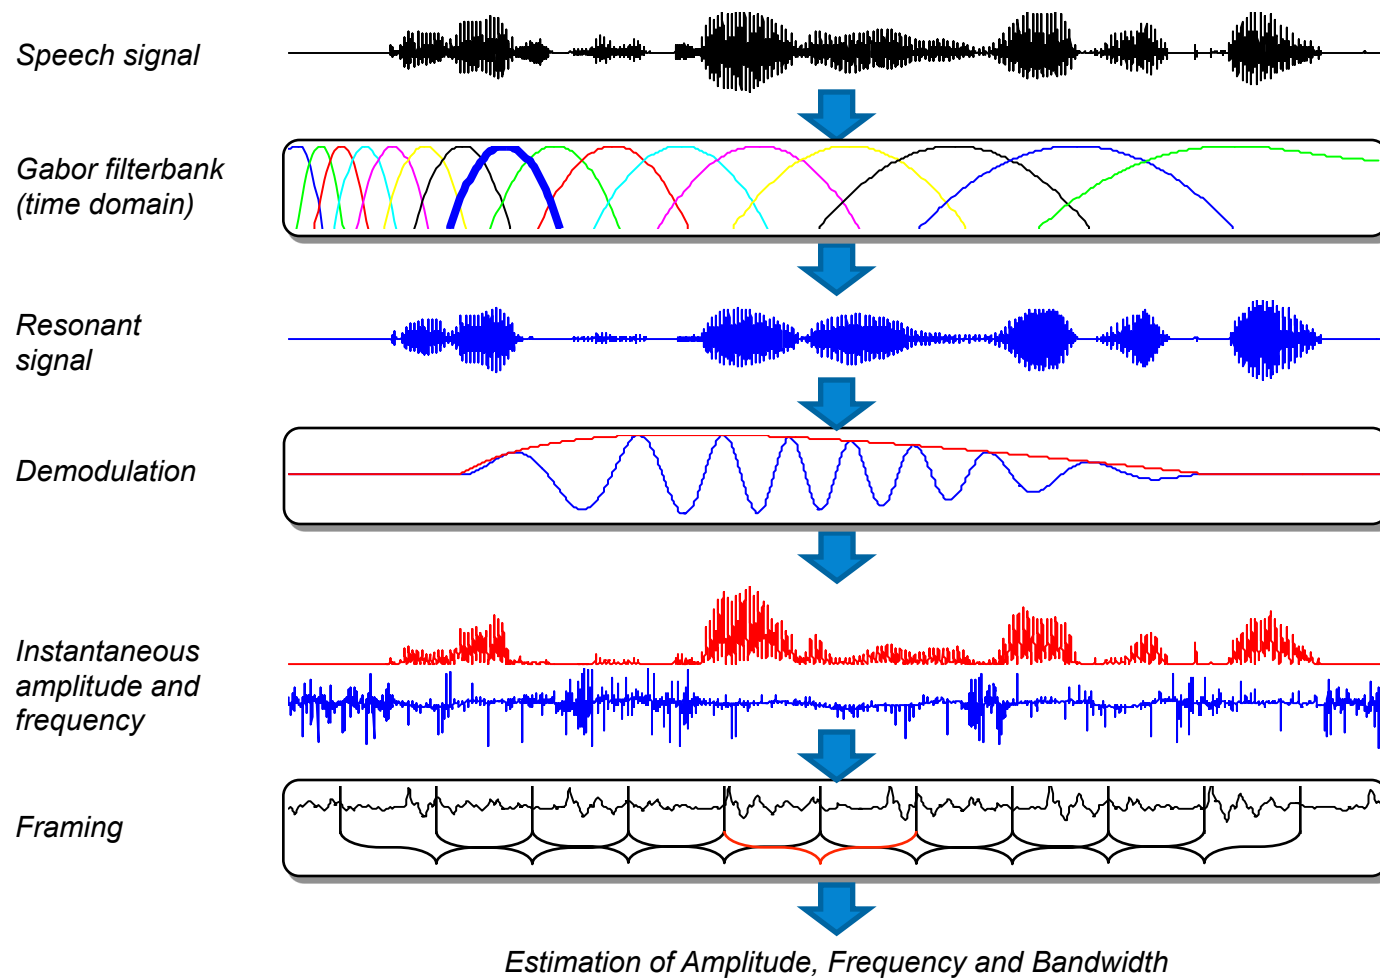 Speech signal
Gabor filterbank
(time domain)
Resonant
signal
Demodulation
Instantaneous
amplitude and
frequency
Framing
Estimation of Amplitude, Frequency and Bandwidth